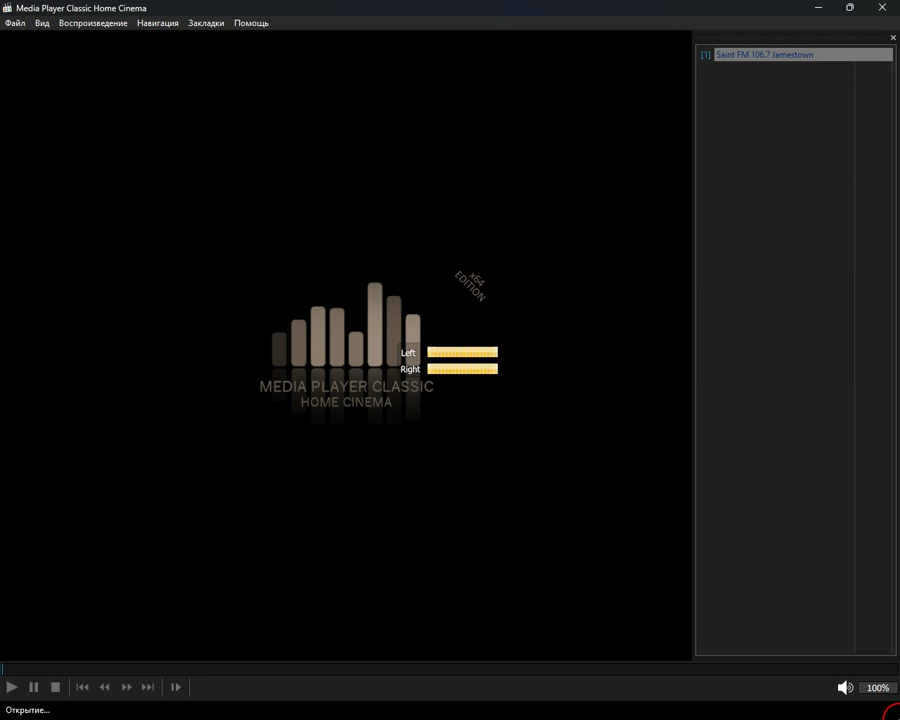 Media Player Classic Home Cinema
Файл Вид Воспроизведение Навигация Закладки Помощь
[1] Saint FM 106.7 Jamestown
x64
EDITION
Left
Right
MEDIA PLAYER CLASSIC
HOME CINEMA
100%
Открытие...